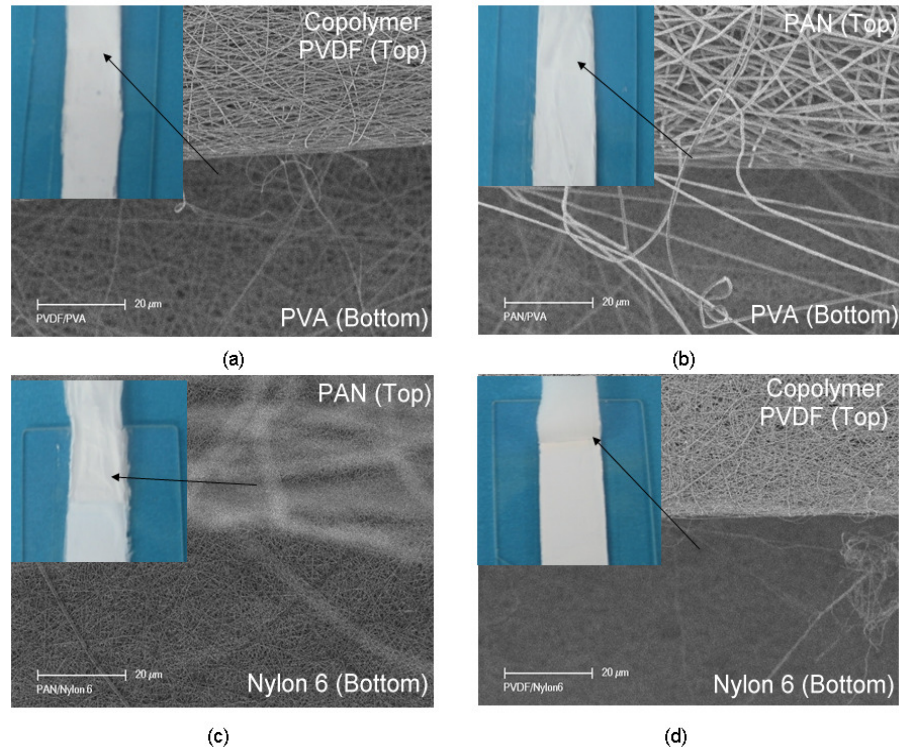 Copolymer
PVDF (Top)
20 µm
PVDF/PVA
PVA (Bottom)
(a)
PAN (Top)
20 µm
PAN/PVA
PVA (Bottom)
(b)
PAN (Top)
20 µm
PAN/Nylon 6
Nylon 6 (Bottom)
(c)
Copolymer
PVDF (Top)
20 µm
PVDF/Nylon6
Nylon 6 (Bottom)
(d)